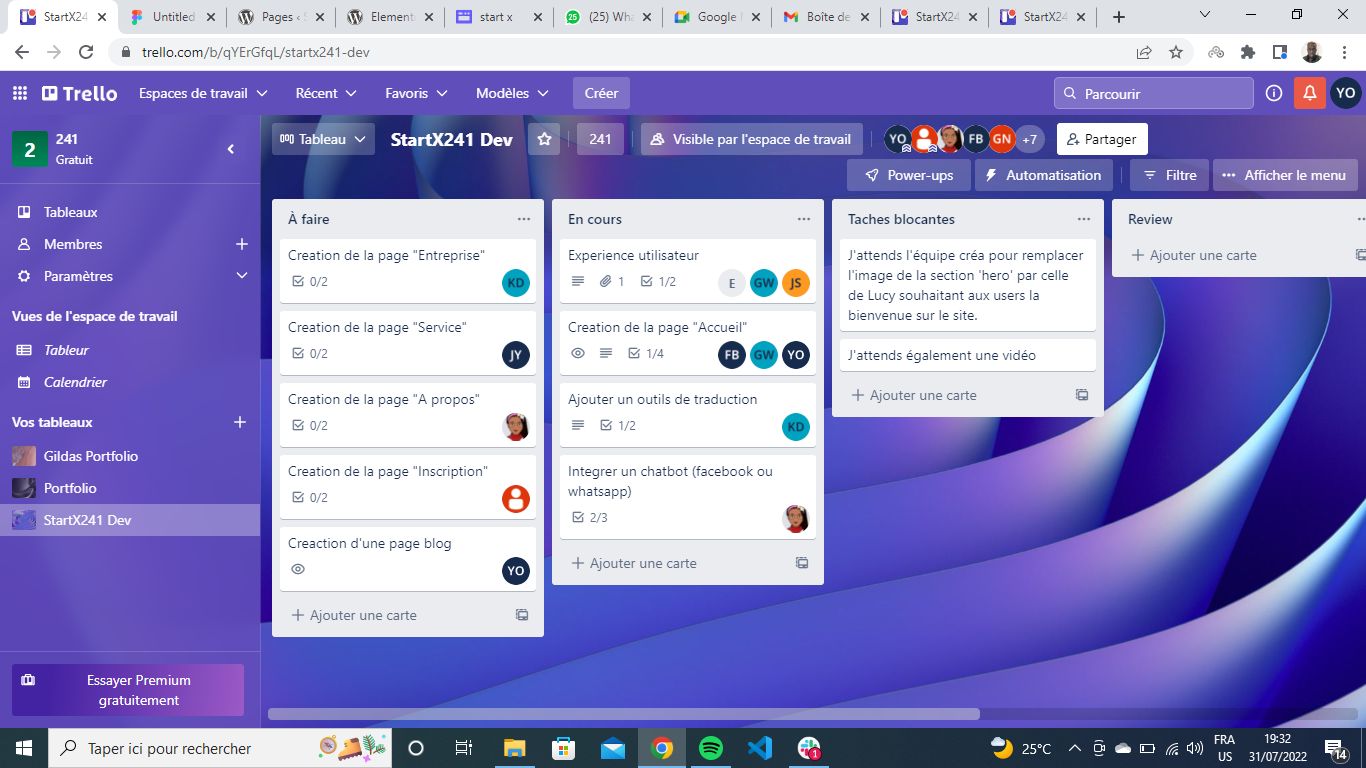 StartX24
Untitled
Pages ‹ S
Element
start x
(25) Wha
Google
Boîte de
StartX24
StartX24
trello.com/b/qYErGfqL/startx241-dev
Trello
Espaces de travail
Récent
Favoris
Modèles
Créer
Parcourir
YO
2
241
Gratuit
Tableaux
Membres
Paramètres
Vues de l'espace de travail
Tableur
Calendrier
Vos tableaux
Gildas Portfolio
Portfolio
StartX241 Dev
Essayer Premium
gratuitement
Tableau
StartX241 Dev
241
Visible par l'espace de travail
YO
FB
GN
+7
Partager
Power-ups
Automatisation
Filtre
Afficher le menu
À faire
Creation de la page "Entreprise"
0/2
KD
Creation de la page "Service"
0/2
JY
Creation de la page "A propos"
0/2
Creation de la page "Inscription"
0/2
Creaction d'une page blog
YO
Ajouter une carte
En cours
Experience utilisateur
1
1/2
E
GW
JS
Creation de la page "Accueil"
1/4
FB
GW
YO
Ajouter un outils de traduction
1/2
KD
Integrer un chatbot (facebook ou
whatsapp)
2/3
Ajouter une carte
Taches blocantes
J'attends l'équipe créa pour remplacer
l'image de la section 'hero' par celle
de Lucy souhaitant aux users la
bienvenue sur le site.
J'attends également une vidéo
Ajouter une carte
Review
Ajouter une carte
Taper ici pour rechercher
1
25°C
FRA
US
19:32
31/07/2022
14